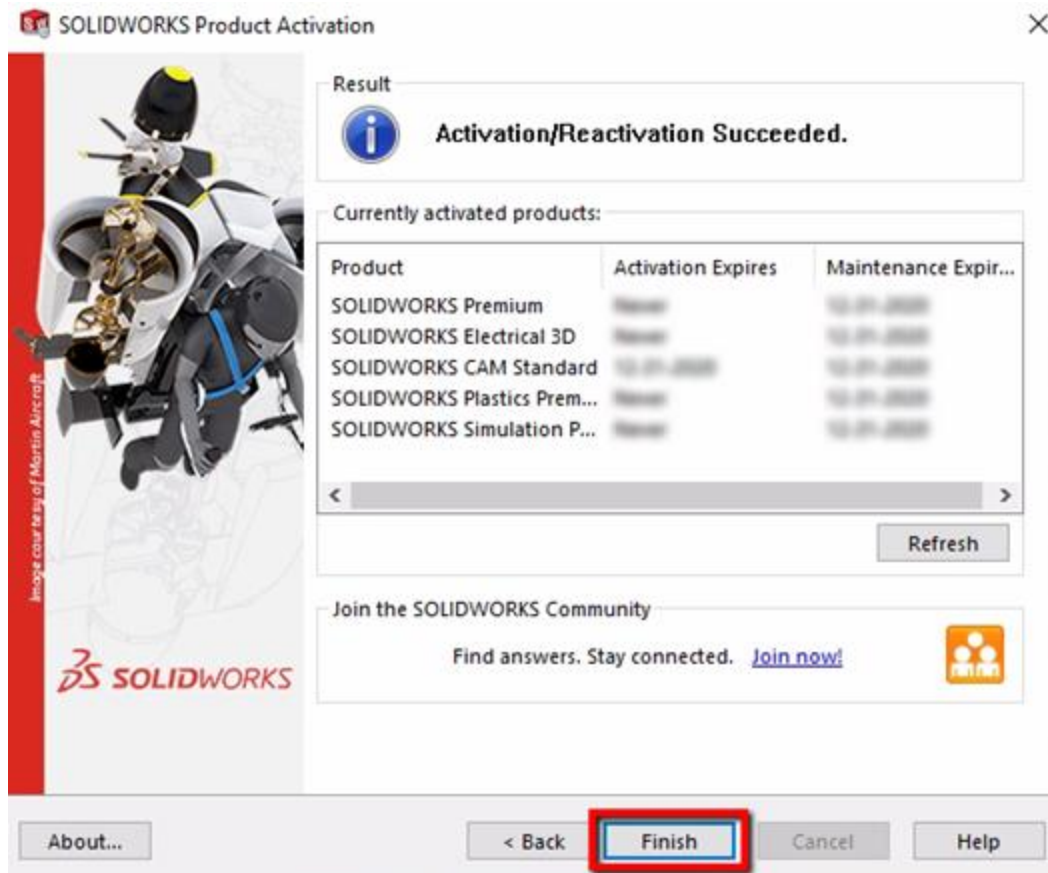 SOLIDWORKS Product Activation
Result
Activation/Reactivation Succeeded.
Currently activated products:
Product Activation Expires Maintenance Expir...
SOLIDWORKS Premium
SOLIDWORKS Electrical 3D
SOLIDWORKS CAM Standard
SOLIDWORKS Plastics Prem...
SOLIDWORKS Simulation P...
Refresh
Join the SOLIDWORKS Community
Find answers. Stay connected. Join now!
Image courtesy of Martin Aircraft
SOLIDWORKS
About... < Back Finish Cancel Help